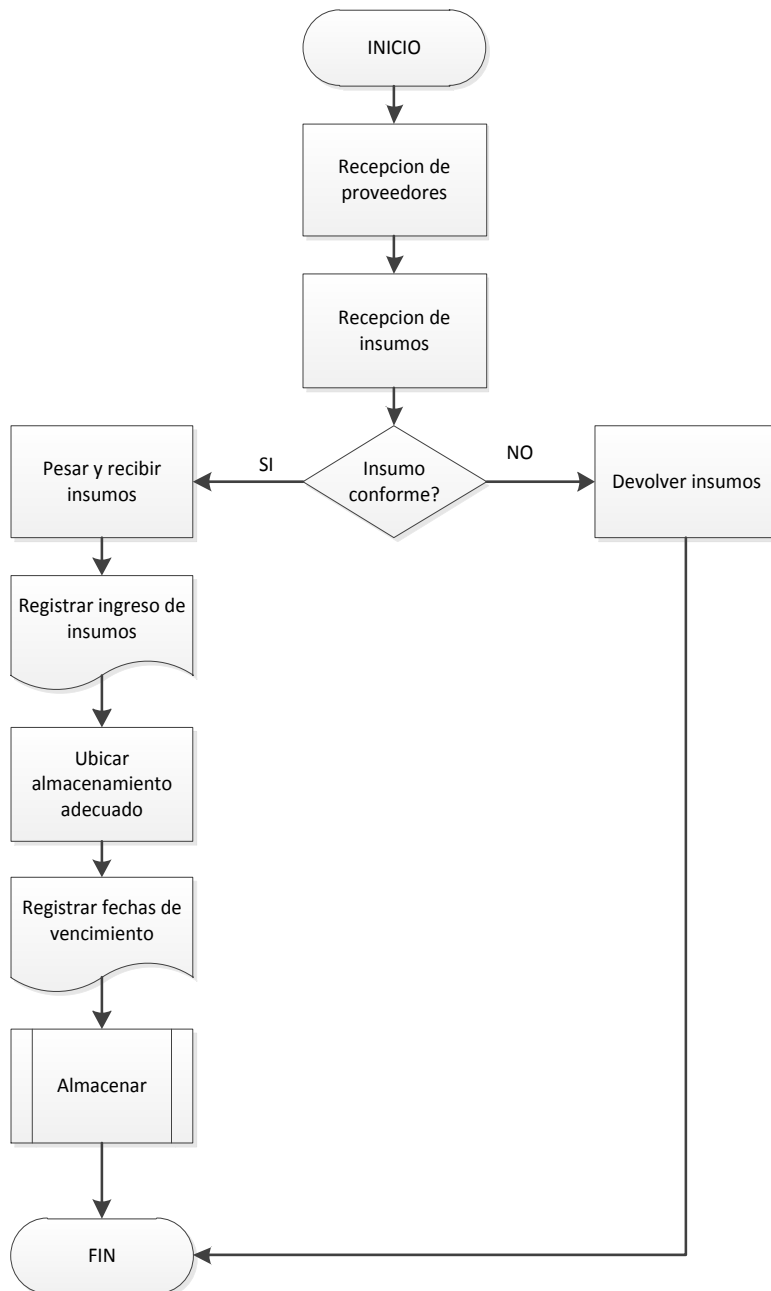 INICIO
Recepcion de
proveedores
Recepcion de
insumos
Insumo
conforme?
SI
NO
Pesar y recibir
insumos
Devolver insumos
Registrar ingreso de
insumos
Ubicar
almacenamiento
adecuado
Registrar fechas de
vencimiento
Almacenar
FIN